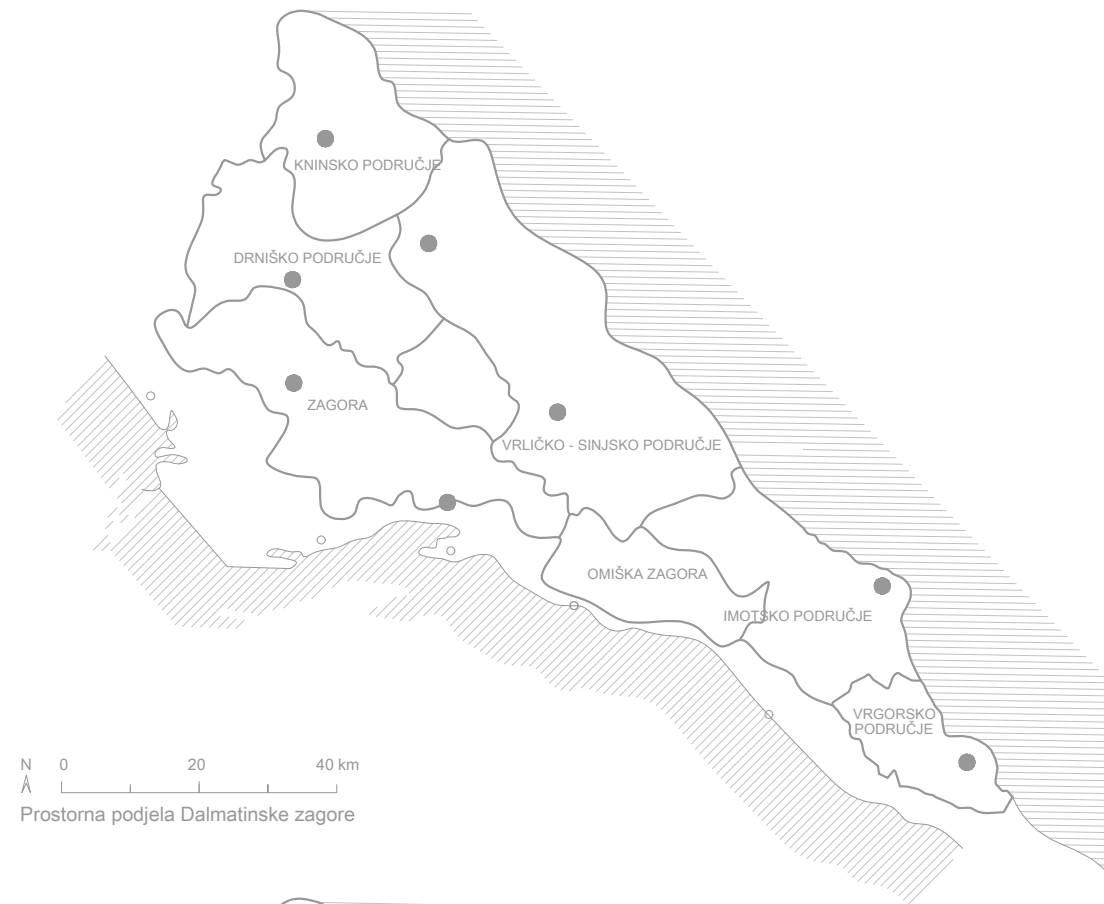 KNINSKO PODRUČJE
DRNIŠKO PODRUČJE
ZAGORA
VRLIČKO - SINJSKO PODRUČJE
OMIŠKA ZAGORA
IMOTSKO PODRUČJE
VRGORSKO
PODRUČJE
N 0 20 40 km
Prostorna podjela Dalmatinske zagore